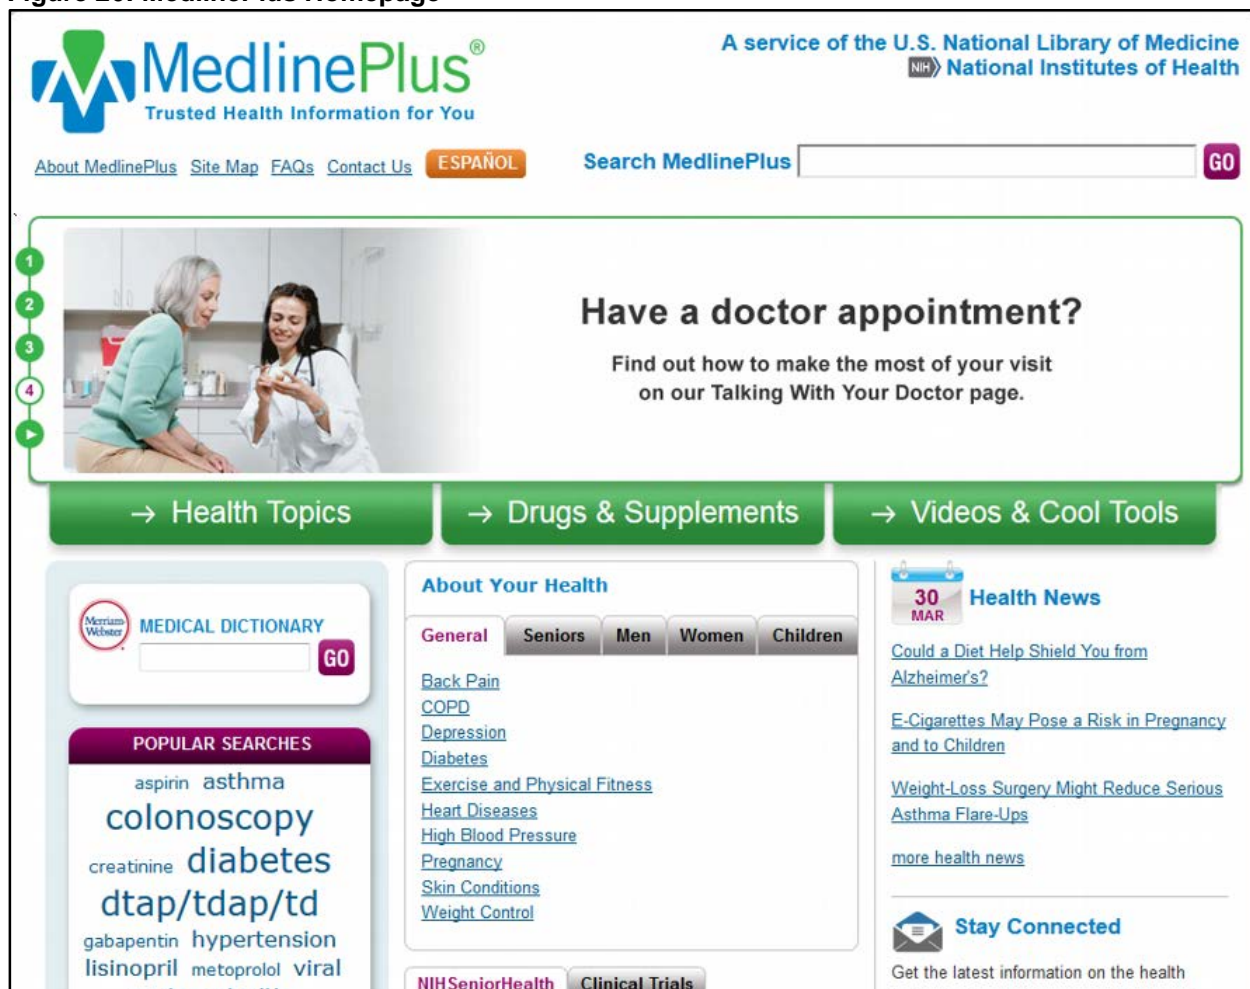 MedlinePlus®
Trusted Health Information for You
A service of the U.S. National Library of Medicine
NIH National Institutes of Health
About MedlinePlus Site Map FAQs Contact Us ESPAÑOL
Search MedlinePlus GO
1
2
3
4
Have a doctor appointment?
Find out how to make the most of your visit
on our Talking With Your Doctor page.
→ Health Topics → Drugs & Supplements → Videos & Cool Tools
Merriam-
Webster
MEDICAL DICTIONARY
GO
POPULAR SEARCHES
aspirin asthma
colonoscopy
creatinine diabetes
dtap/tdap/td
gabapentin hypertension
lisinopril metoprolol viral
About Your Health
General Seniors Men Women Children
Back Pain
COPD
Depression
Diabetes
Exercise and Physical Fitness
Heart Diseases
High Blood Pressure
Pregnancy
Skin Conditions
Weight Control
NIHSeniorHealth Clinical Trials
30
MAR
Health News
Could a Diet Help Shield You from
Alzheimer's?
E-Cigarettes May Pose a Risk in Pregnancy
and to Children
Weight-Loss Surgery Might Reduce Serious
Asthma Flare-Ups
more health news
Stay Connected
Get the latest information on the health